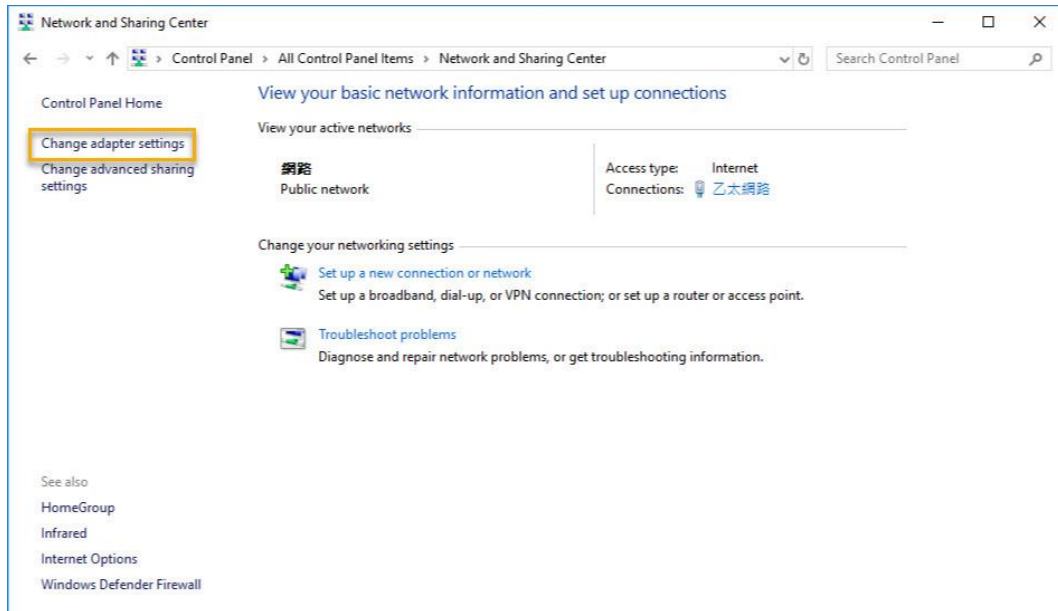 Network and Sharing Center
Control Panel > All Control Panel Items > Network and Sharing Center
Search Control Panel
Control Panel Home
Change adapter settings
Change advanced sharing
settings
View your basic network information and set up connections
View your active networks
網路
Public network
Access type: Internet
Connections: 乙太網路
Change your networking settings
Set up a new connection or network
Set up a broadband, dial-up, or VPN connection; or set up a router or access point.
Troubleshoot problems
Diagnose and repair network problems, or get troubleshooting information.
See also
HomeGroup
Infrared
Internet Options
Windows Defender Firewall